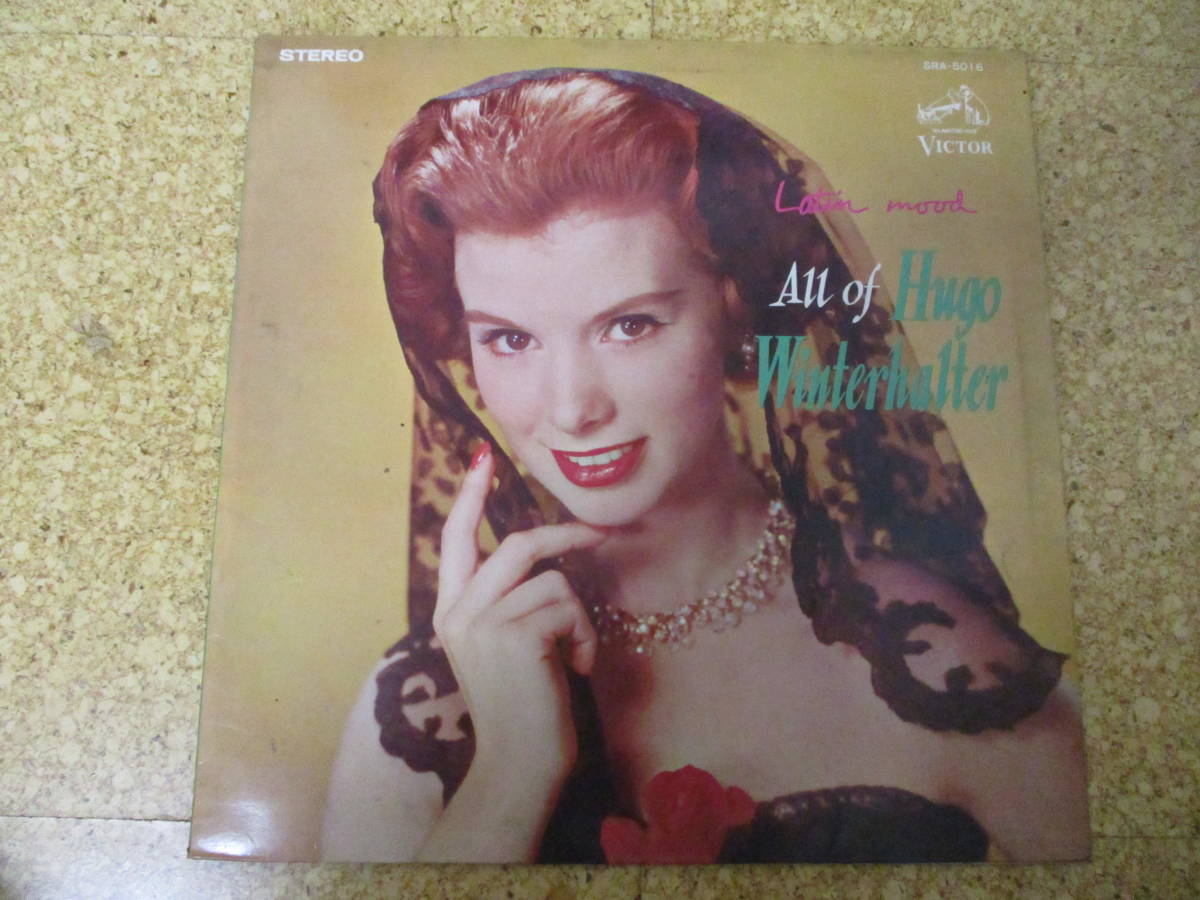 STEREO
SRA-5016
VICTOR
Latin mood
All of Hugo
Winterhalter